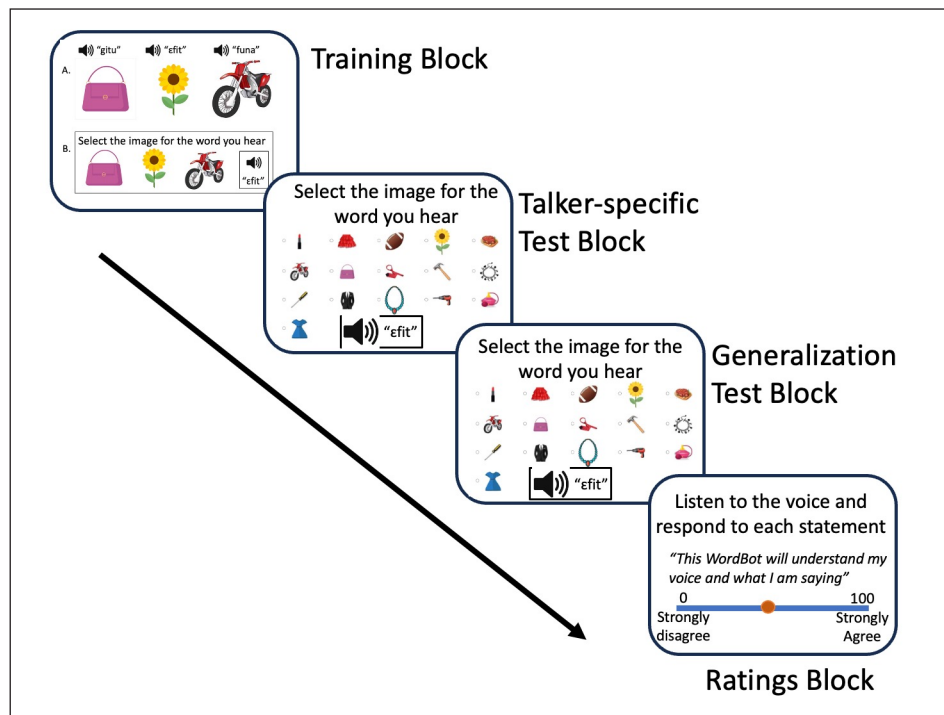 "gitu" "ɛfit" "funa"
A.
Training Block
Select the image for the word you hear
B.
"ɛfit"
Select the image for the
word you hear
Talker-specific
Test Block
"ɛfit"
Select the image for the
word you hear
Generalization
Test Block
"ɛfit"
Listen to the voice and
respond to each statement
"This WordBot will understand my
voice and what I am saying"
0 100
Strongly Strongly
disagree Agree
Ratings Block